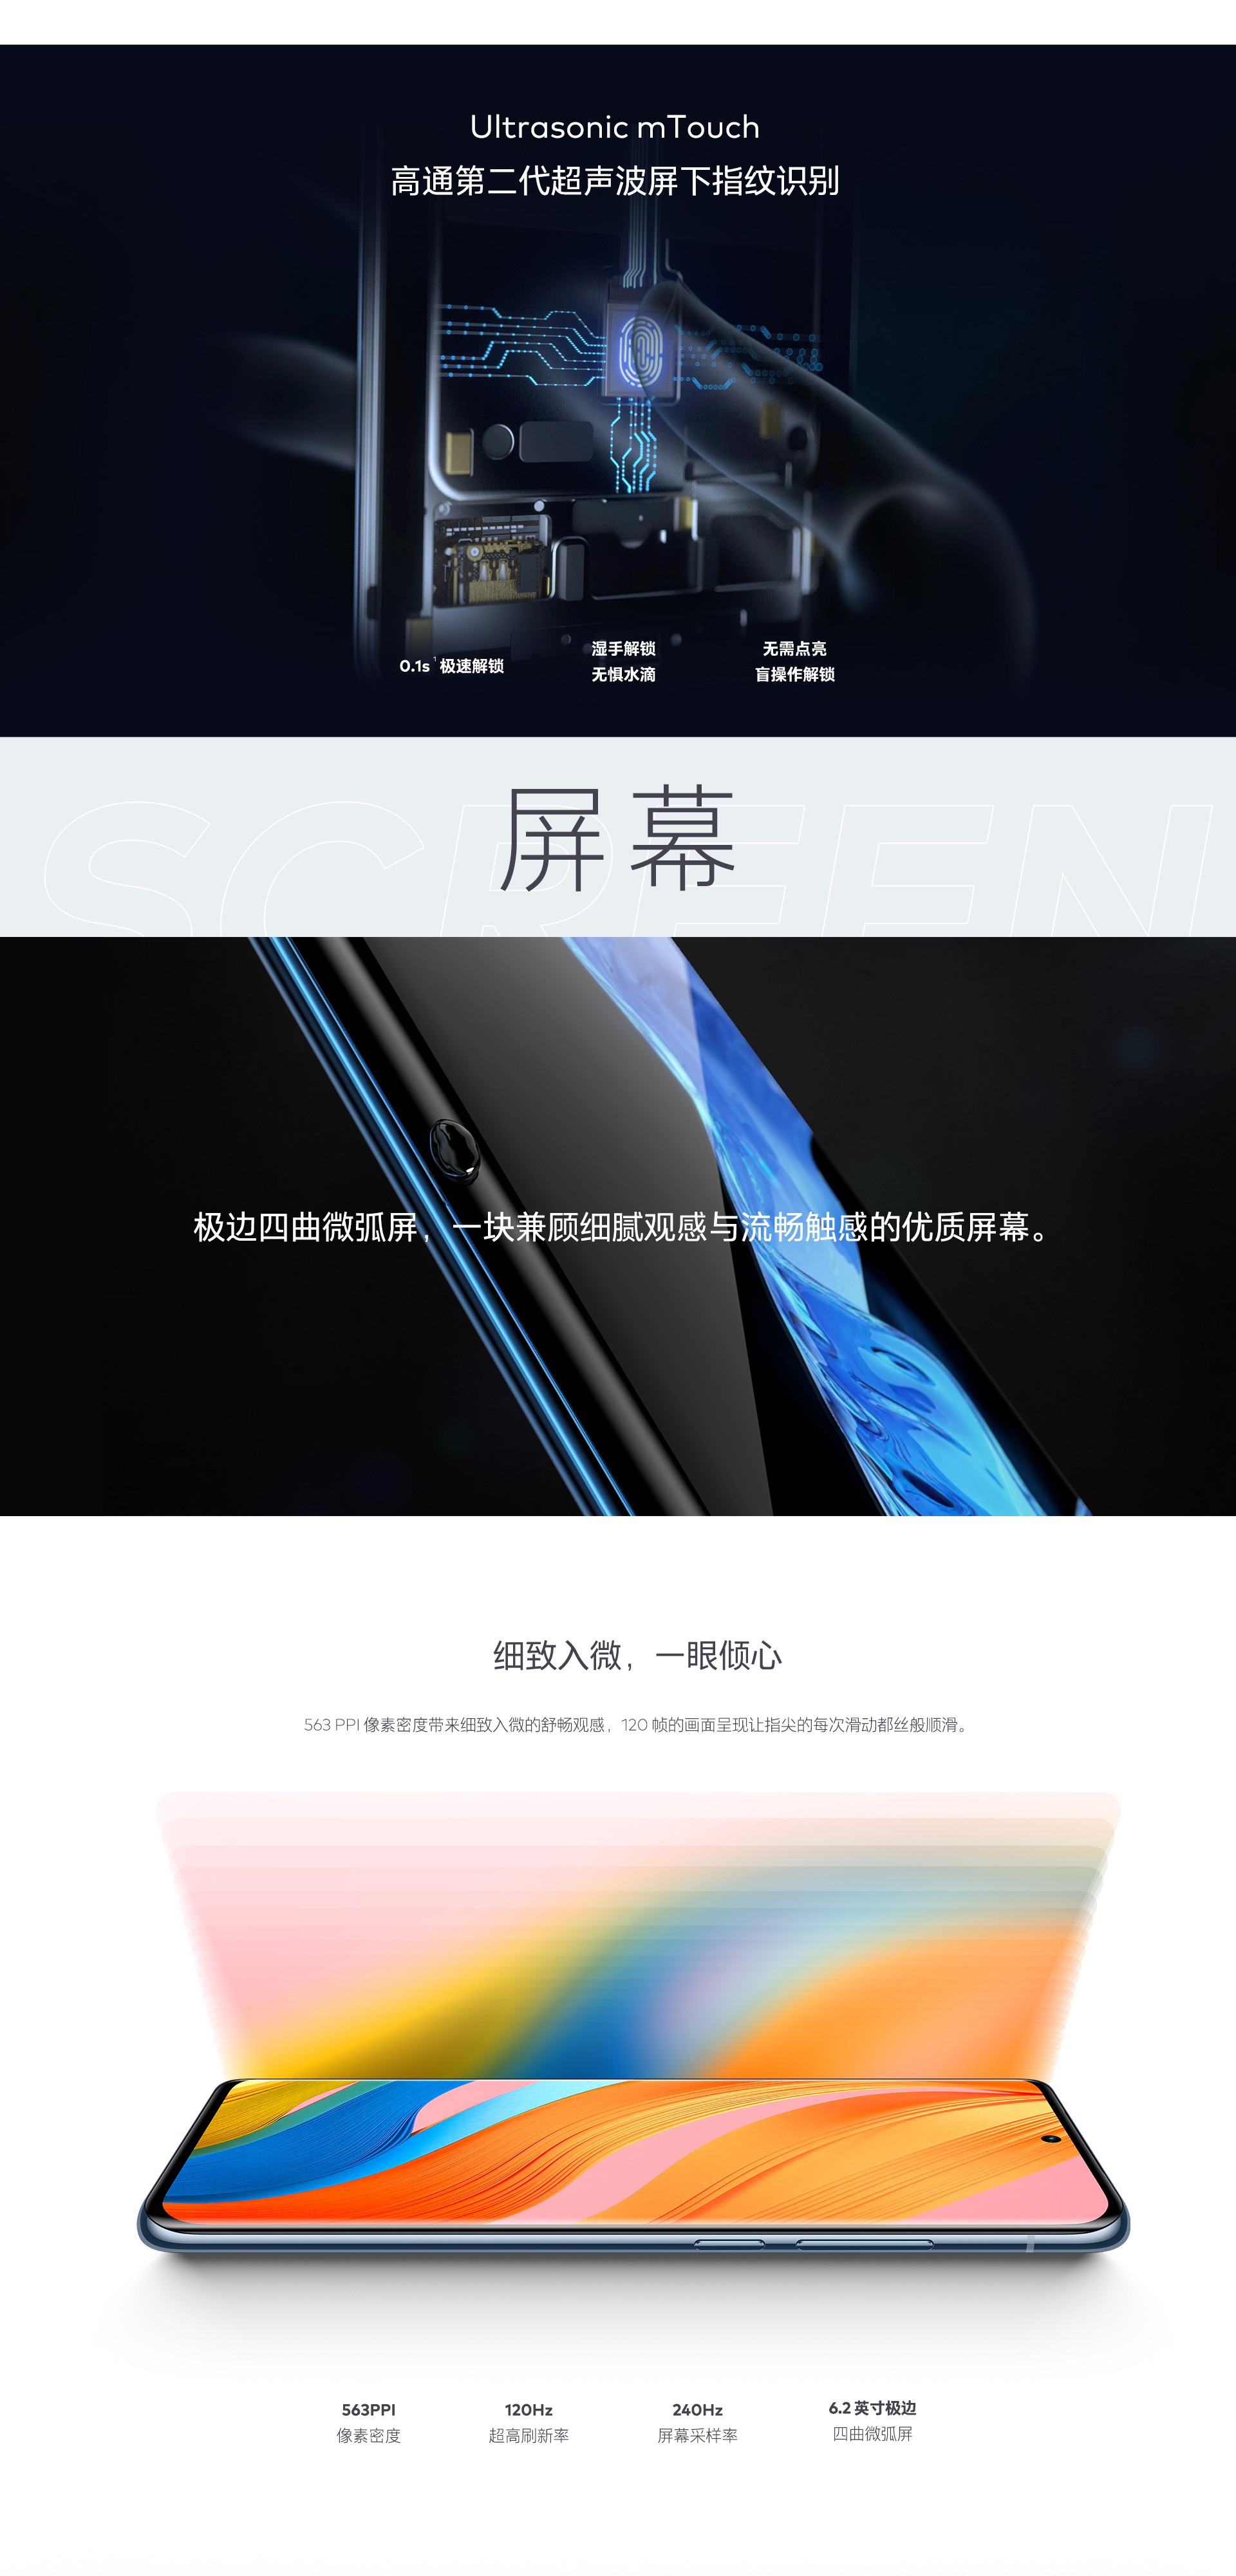 Ultrasonic mTouch
高通第二代超声波屏下指纹识别
0.1s¹ 极速解锁
湿手解锁
无惧水滴
无需点亮
盲操作解锁
SCREEN
屏幕
极边四曲微弧屏，一块兼顾细腻观感与流畅触感的优质屏幕。
细致入微，一眼倾心
563 PPI 像素密度带来细致入微的舒畅观感，120 帧的画面呈现让指尖的每次滑动都丝般顺滑。
563PPI
像素密度
120Hz
超高刷新率
240Hz
屏幕采样率
6.2 英寸极边
四曲微弧屏